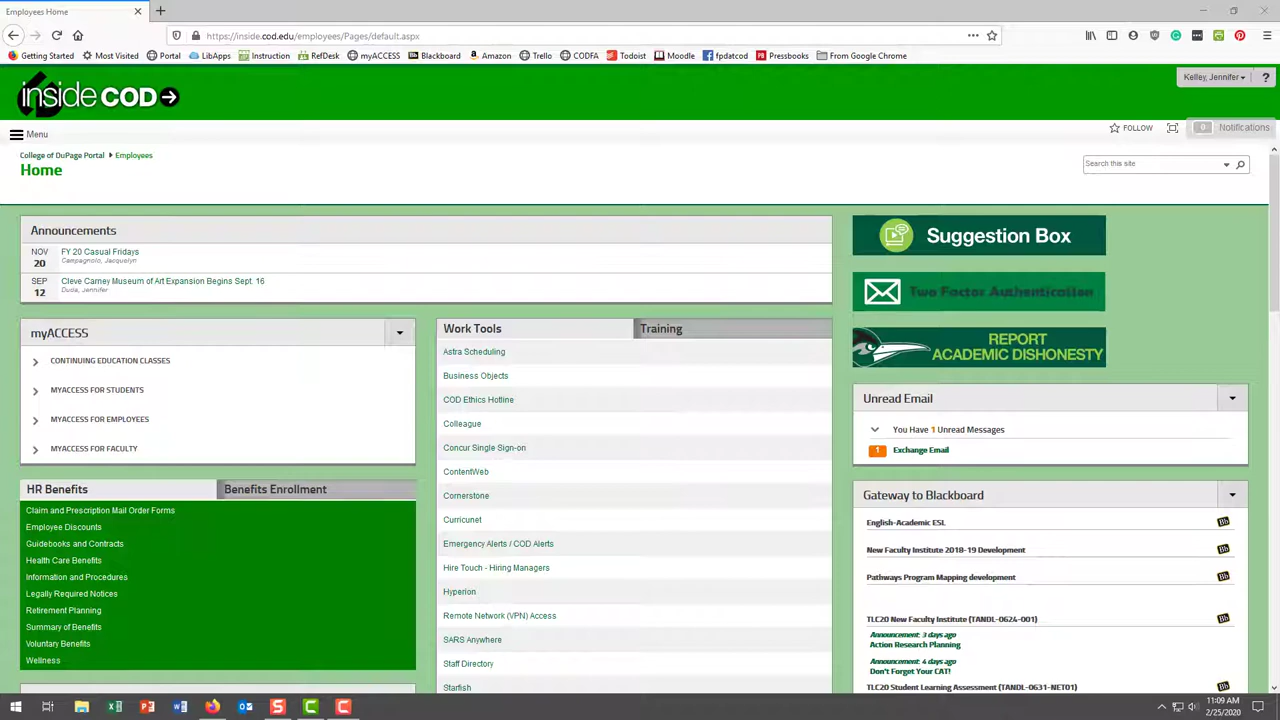 Employees Home
https://inside.cod.edu/employees/Pages/default.aspx
Getting Started Most Visited Portal LibApps Instruction RefDesk myACCESS Blackboard Amazon Trello CODFA Todoist Moodle fpdatcod Pressbooks From Google Chrome
inside COD
Kelley, Jennifer ?
Menu
FOLLOW 0 Notifications
College of DuPage Portal Employees
Home
Search this site
Announcements
NOV 20
FY 20 Casual Fridays
Campagnolo, Jacquelyn
SEP 12
Cleve Carney Museum of Art Expansion Begins Sept. 16
Duda, Jennifer
Suggestion Box
Two Factor Authentication
REPORT
ACADEMIC DISHONESTY
myACCESS
CONTINUING EDUCATION CLASSES
MYACCESS FOR STUDENTS
MYACCESS FOR EMPLOYEES
MYACCESS FOR FACULTY
HR Benefits Benefits Enrollment
Claim and Prescription Mail Order Forms
Employee Discounts
Guidebooks and Contracts
Health Care Benefits
Information and Procedures
Legally Required Notices
Retirement Planning
Summary of Benefits
Voluntary Benefits
Wellness
Work Tools Training
Astra Scheduling
Business Objects
COD Ethics Hotline
Colleague
Concur Single Sign-on
ContentWeb
Cornerstone
Curricunet
Emergency Alerts / COD Alerts
Hire Touch - Hiring Managers
Hyperion
Remote Network (VPN) Access
SARS Anywhere
Staff Directory
Starfish
Unread Email
You Have 1 Unread Messages
1 Exchange Email
Gateway to Blackboard
English-Academic ESL Bb
New Faculty Institute 2018-19 Development Bb
Pathways Program Mapping development Bb
TLC20 New Faculty Institute (TANDL-0624-001) Bb
Announcement: 3 days ago
Action Research Planning
Announcement: 4 days ago
Don't Forget Your CAT!
TLC20 Student Learning Assessment (TANDL-0631-NET01) Bb
11:09 AM
2/25/2020